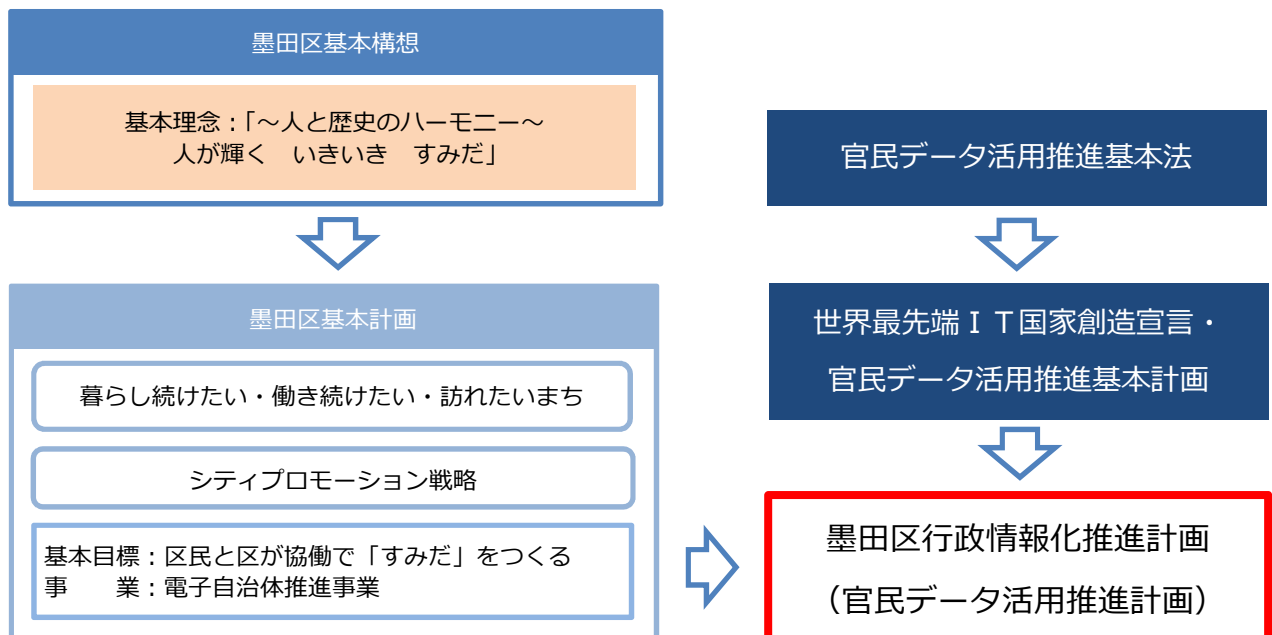 墨田区基本構想
基本理念：「～人と歴史のハーモニー～
人が輝く　いきいき　すみだ」
墨田区基本計画
暮らし続けたい・働き続けたい・訪れたいまち
シティプロモーション戦略
基本目標：区民と区が協働で「すみだ」をつくる
事　　業：電子自治体推進事業
官民データ活用推進基本法
世界最先端ＩＴ国家創造宣言・
官民データ活用推進基本計画
墨田区行政情報化推進計画
（官民データ活用推進計画）